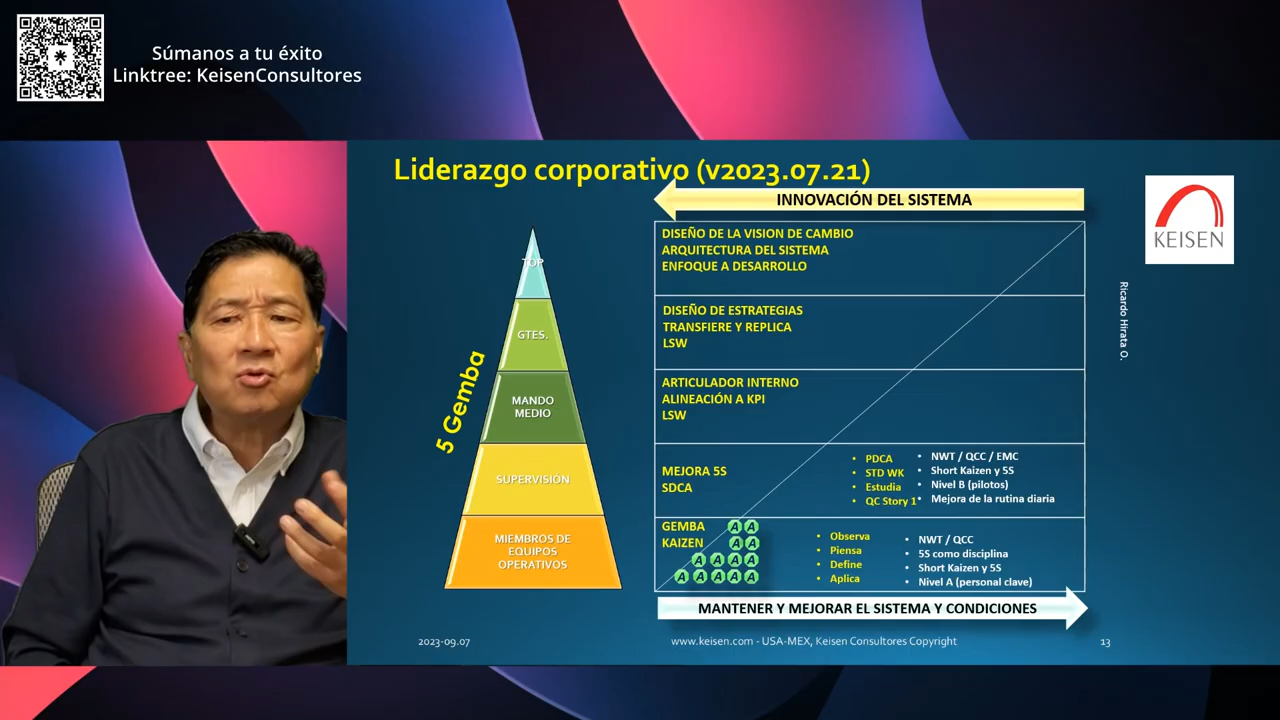 Súmanos a tu éxito
Linktree: KeisenConsultores
Liderazgo corporativo (v2023.07.21)
INNOVACIÓN DEL SISTEMA
KEISEN
Ricardo Hirata O.
5 Gemba
TOP
GTES.
MANDO
MEDIO
SUPERVISIÓN
MIEMBROS DE
EQUIPOS
OPERATIVOS
DISEÑO DE LA VISION DE CAMBIO
ARQUITECTURA DEL SISTEMA
ENFOQUE A DESARROLLO
DISEÑO DE ESTRATEGIAS
TRANSFIERE Y REPLICA
LSW
ARTICULADOR INTERNO
ALINEACIÓN A KPI
LSW
MEJORA 5S
SDCA
• PDCA
• STD WK
• Estudia
• QC Story 1
• NWT / QCC / EMC
• Short Kaizen y 5S
• Nivel B (pilotos)
• Mejora de la rutina diaria
GEMBA
KAIZEN
A A
A A
A A A A
A A A A A
• Observa
• Piensa
• Define
• Aplica
• NWT / QCC
• 5S como disciplina
• Short Kaizen y 5S
• Nivel A (personal clave)
MANTENER Y MEJORAR EL SISTEMA Y CONDICIONES
2023-09.07
www.keisen.com - USA-MEX, Keisen Consultores Copyright
13